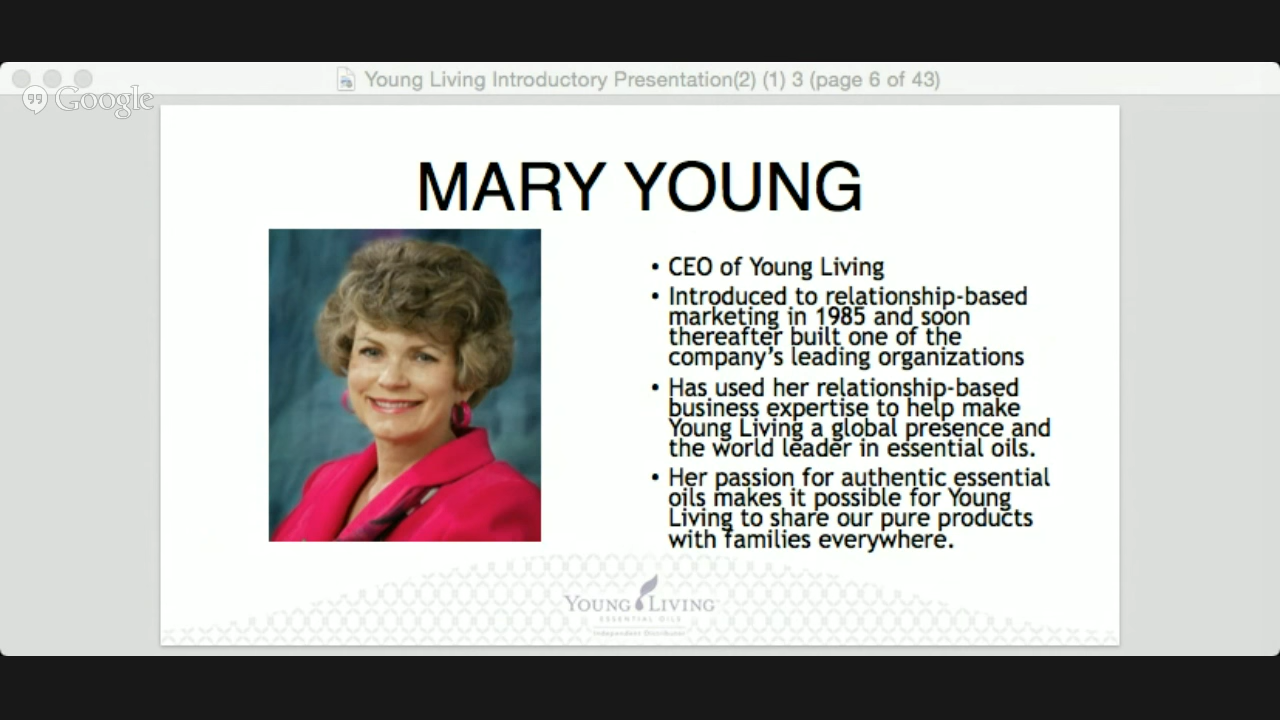 Young Living Introductory Presentation(2) (1) 3 (page 6 of 43)
Google
MARY YOUNG
• CEO of Young Living
• Introduced to relationship-based
marketing in 1985 and soon
thereafter built one of the
company's leading organizations
• Has used her relationship-based
business expertise to help make
Young Living a global presence and
the world leader in essential oils.
• Her passion for authentic essential
oils makes it possible for Young
Living to share our pure products
with families everywhere.
YOUNG LIVING
ESSENTIAL OILS
Independent Distributor